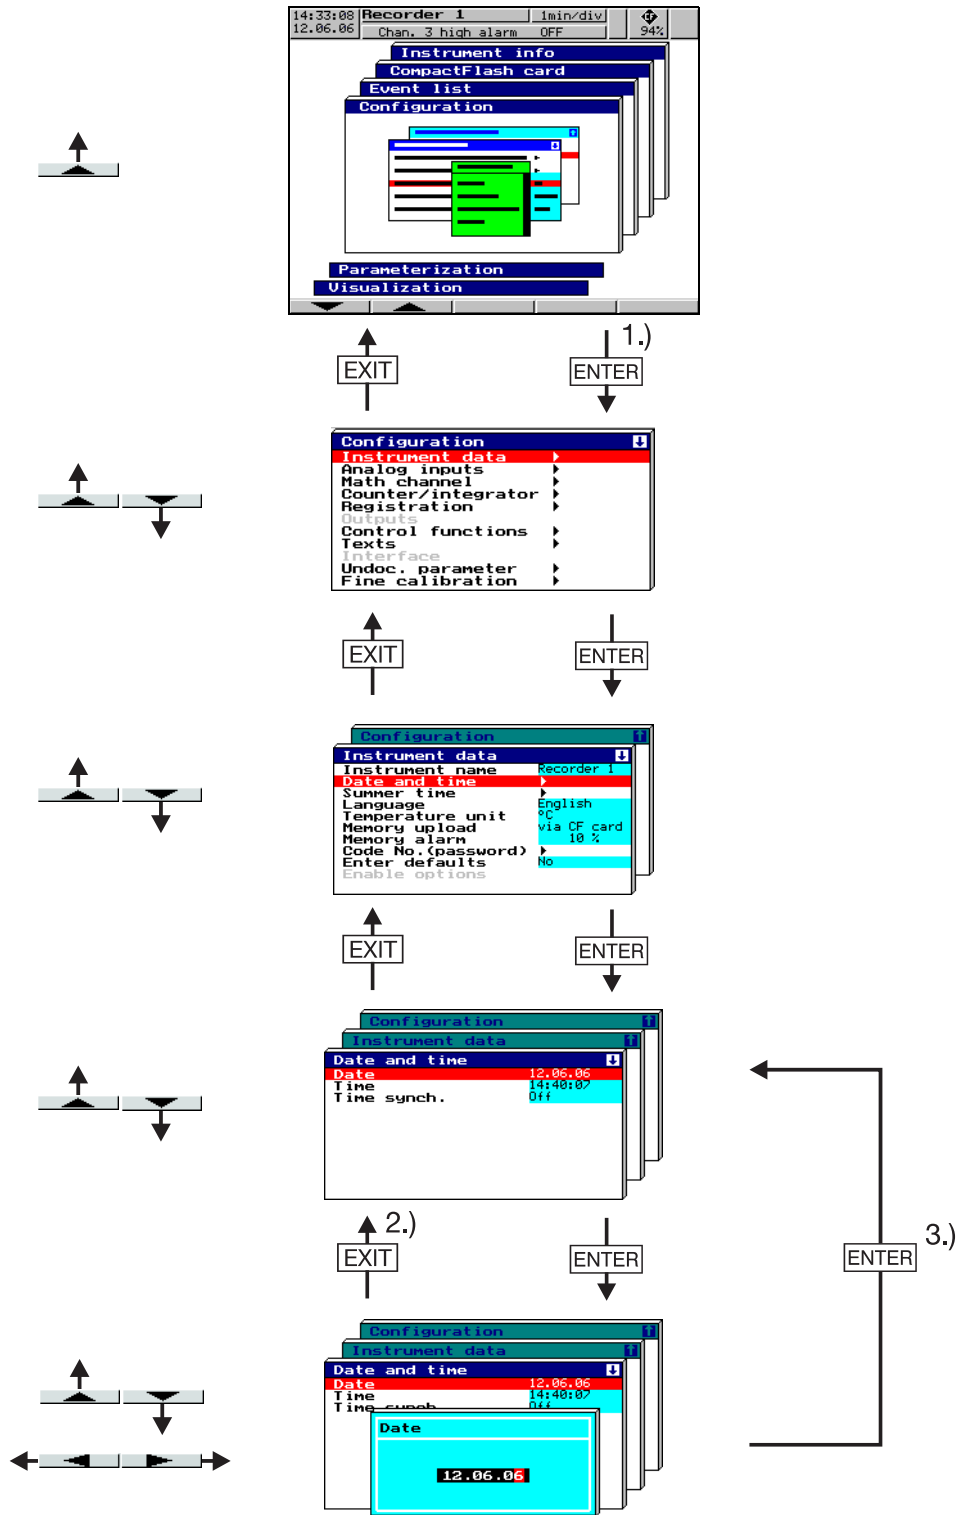 14:33:08 Recorder 1 1min/div CF
12.06.06 Chan. 3 high alarm OFF 94%
Instrument info
CompactFlash card
Event list
Configuration
Parameterization
Visualization
1.)
EXIT ENTER
Configuration
Instrument data
Analog inputs
Math channel
Counter/integrator
Registration
Outputs
Control functions
Texts
Interface
Undoc. parameter
Fine calibration
EXIT ENTER
Configuration
Instrument data
Instrument name Recorder 1
Date and time
Summer time
Language English
Temperature unit °C
Memory upload via CF card
Memory alarm 10 %
Code No.(password)
Enter defaults No
Enable options
EXIT ENTER
Configuration
Instrument data
Date and time
Date 12.06.06
Time 14:40:07
Time synch. Off
2.)
EXIT ENTER
ENTER 3.)
Configuration
Instrument data
Date and time
Date 12.06.06
Time 14:40:07
Time synch. Off
Date
12.06.06